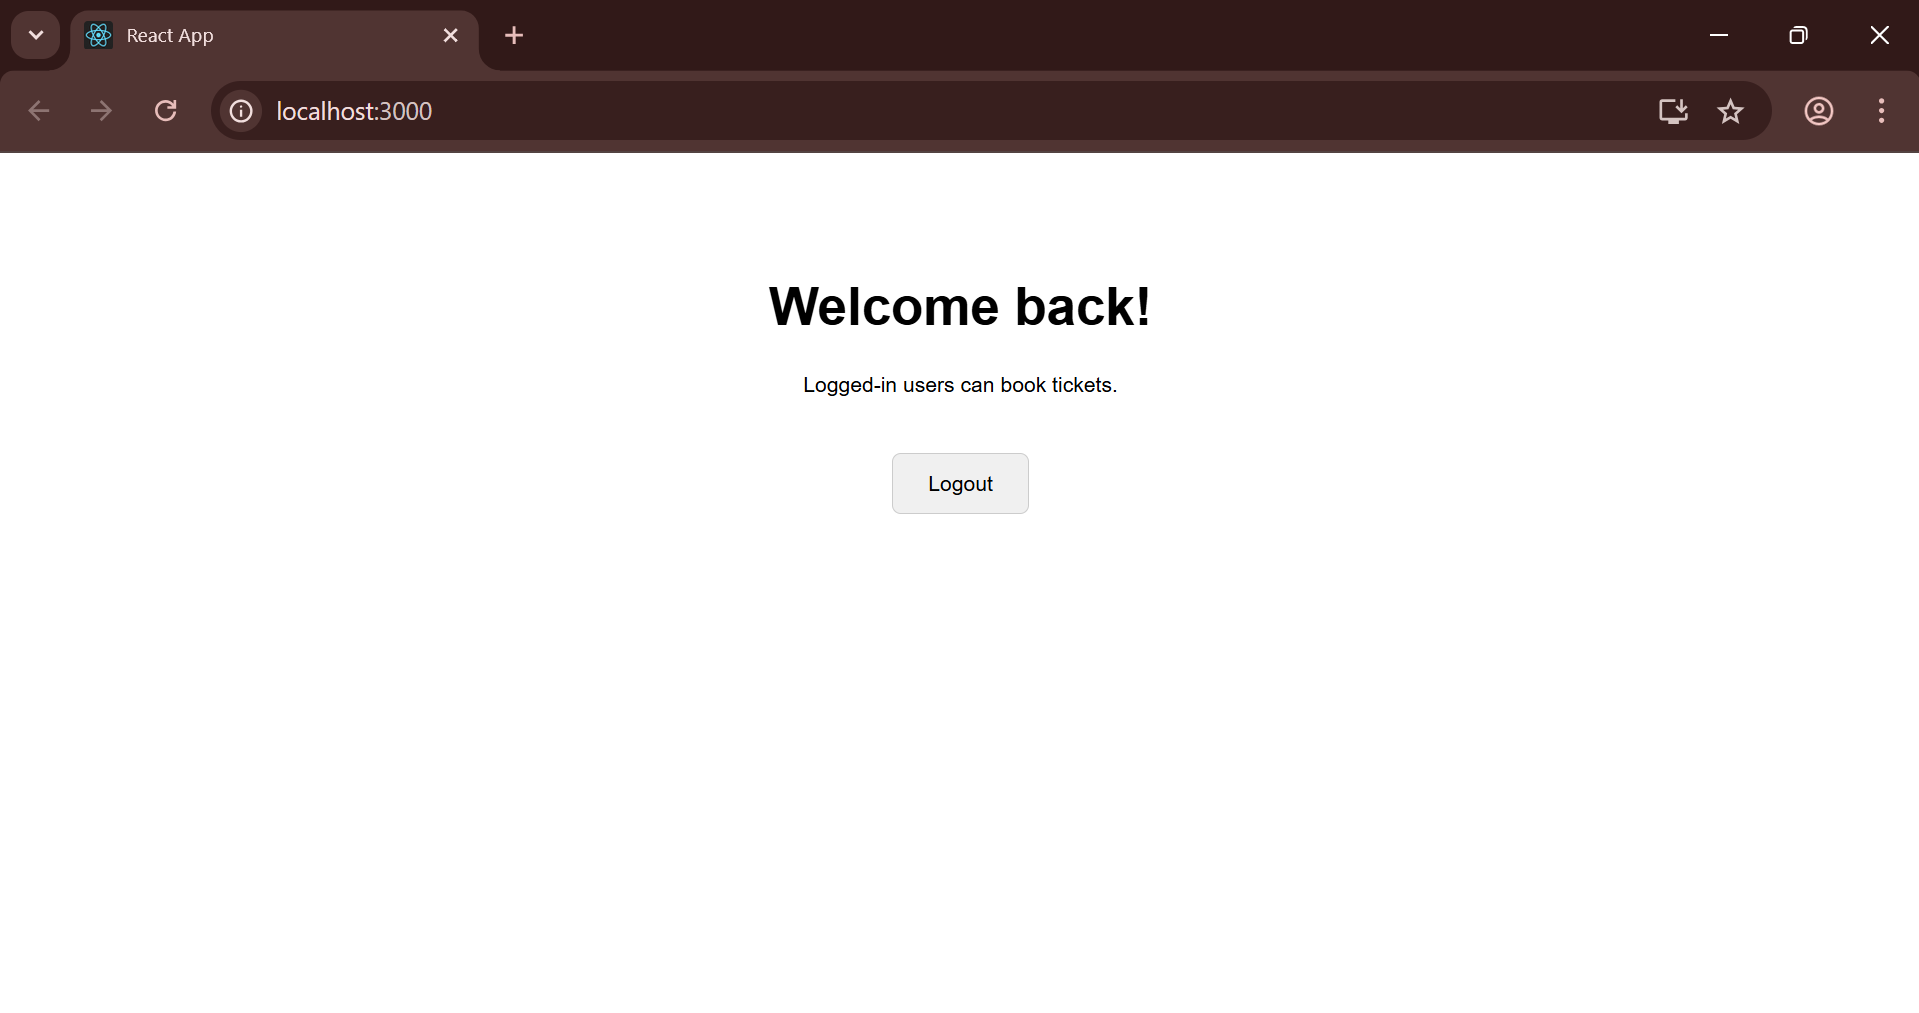 React App
localhost:3000
Welcome back!
Logged-in users can book tickets.
Logout